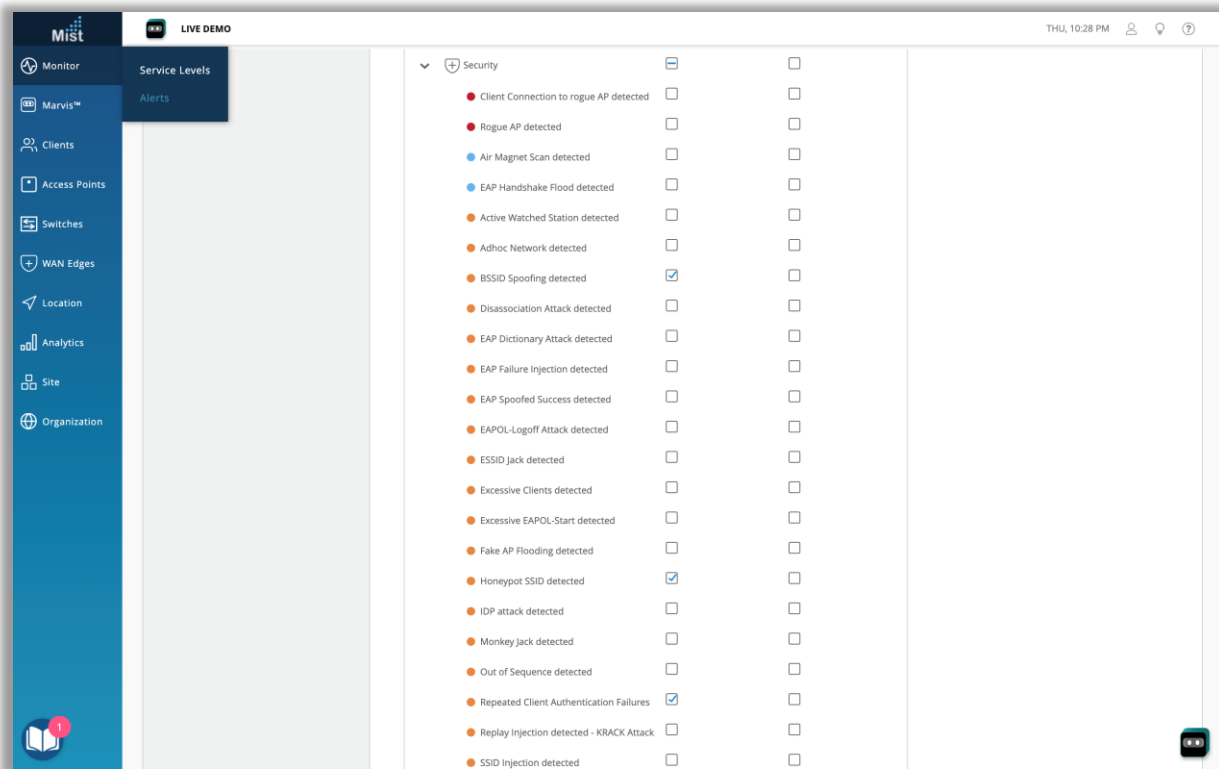 Mist
LIVE DEMO
THU, 10:28 PM
?
Monitor
Marvis™
Clients
Access Points
Switches
WAN Edges
Location
Analytics
Site
Organization
1
Service Levels
Alerts
Security
Client Connection to rogue AP detected
Rogue AP detected
Air Magnet Scan detected
EAP Handshake Flood detected
Active Watched Station detected
Adhoc Network detected
BSSID Spoofing detected
Disassociation Attack detected
EAP Dictionary Attack detected
EAP Failure Injection detected
EAP Spoofed Success detected
EAPOL-Logoff Attack detected
ESSID Jack detected
Excessive Clients detected
Excessive EAPOL-Start detected
Fake AP Flooding detected
Honeypot SSID detected
IDP attack detected
Monkey Jack detected
Out of Sequence detected
Repeated Client Authentication Failures
Replay Injection detected - KRACK Attack
SSID Injection detected